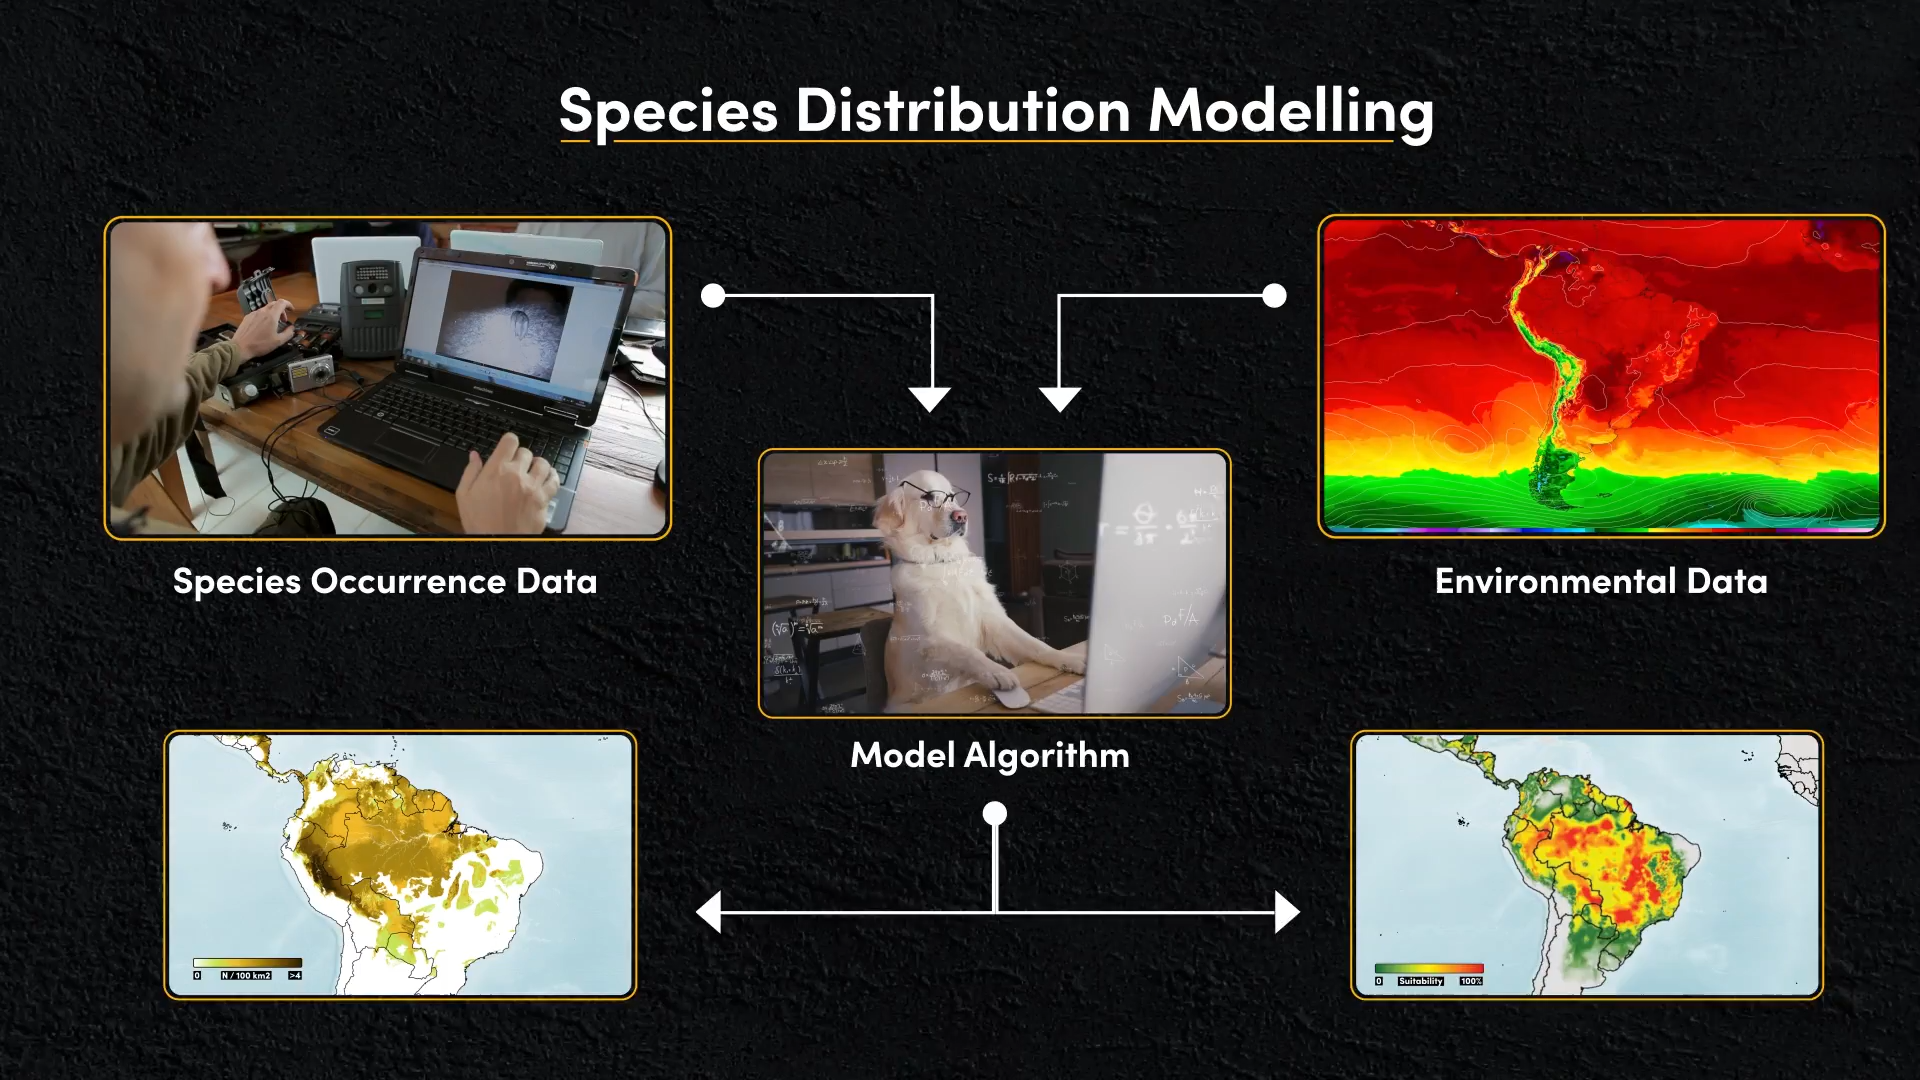 Species Distribution Modelling
Species Occurrence Data
Environmental Data
Model Algorithm
0 N / 100 km2 >4
0 Suitability 100%